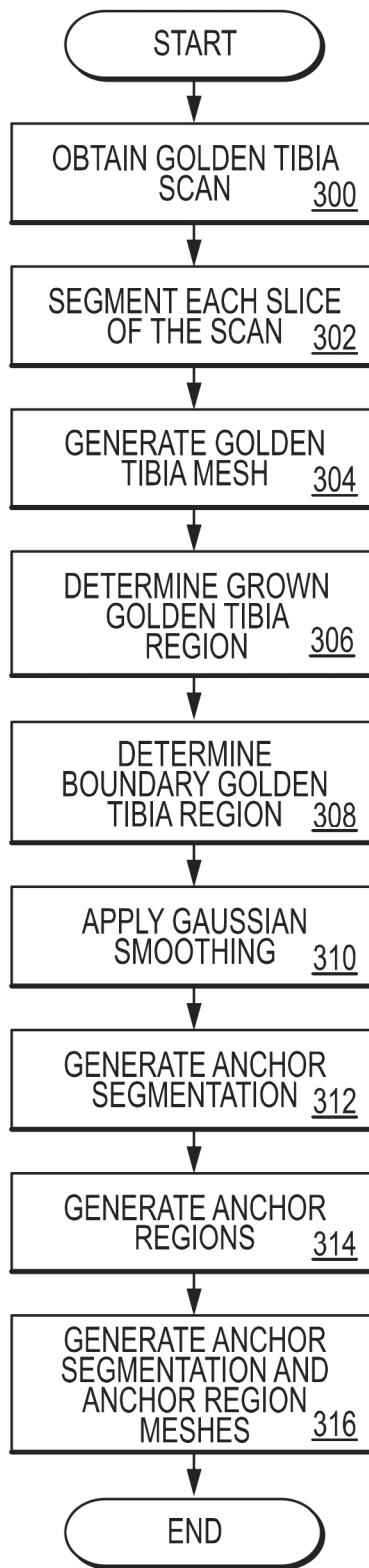 START
OBTAIN GOLDEN TIBIA
SCAN
300
SEGMENT EACH SLICE
OF THE SCAN 302
GENERATE GOLDEN
TIBIA MESH
304
DETERMINE GROWN
GOLDEN TIBIA
REGION 306
DETERMINE
BOUNDARY GOLDEN
TIBIA REGION 308
APPLY GAUSSIAN
SMOOTHING 310
GENERATE ANCHOR
SEGMENTATION 312
GENERATE ANCHOR
REGIONS 314
GENERATE ANCHOR
SEGMENTATION AND
ANCHOR REGION
MESHES 316
END